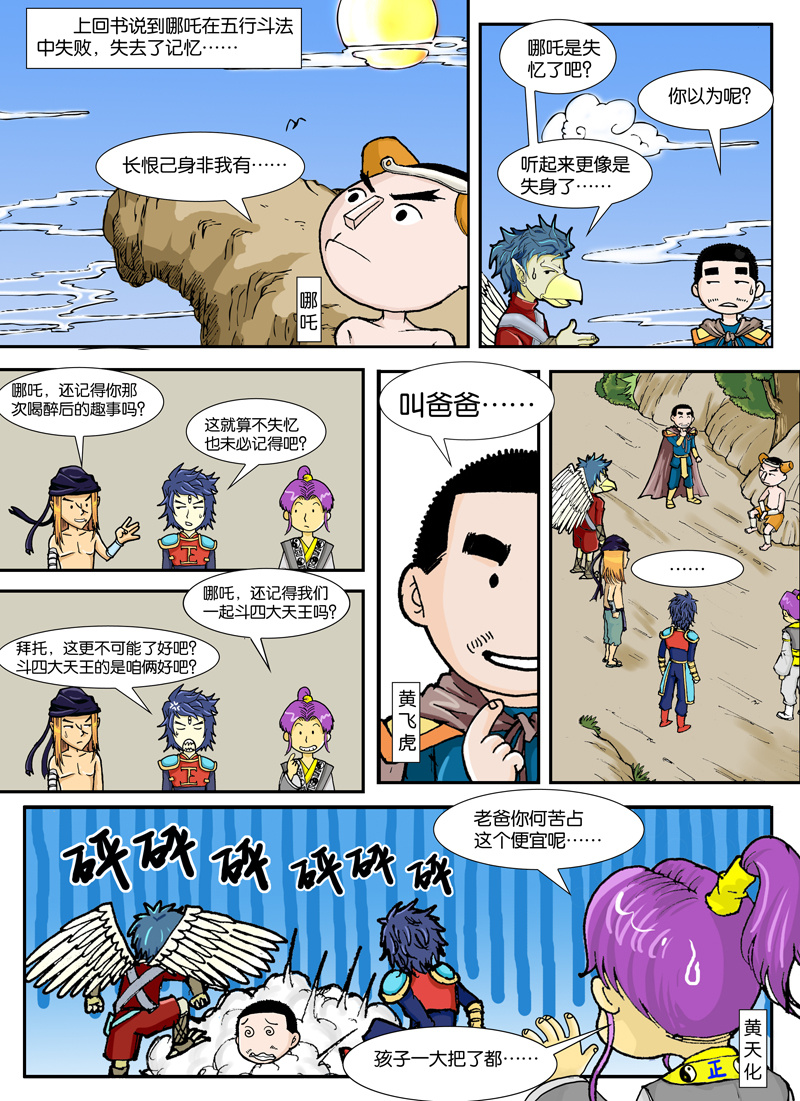 上回书说到哪吒在五行斗法
中失败，失去了记忆……
长恨己身非我有……
哪吒
哪吒是失
忆了吧？
你以为呢？
听起来更像是
失身了……
哪吒，还记得你那
次喝醉后的趣事吗？
这就算不失忆
也未必记得吧？
正
哪吒，还记得我们
一起斗四大天王吗？
拜托，这更不可能了好吧？
斗四大天王的是咱俩好吧？
正
叫爸爸……
黄飞虎
……
砰砰砰砰砰砰
老爸你何苦占
这个便宜呢……
孩子一大把了都……
黄天化
正